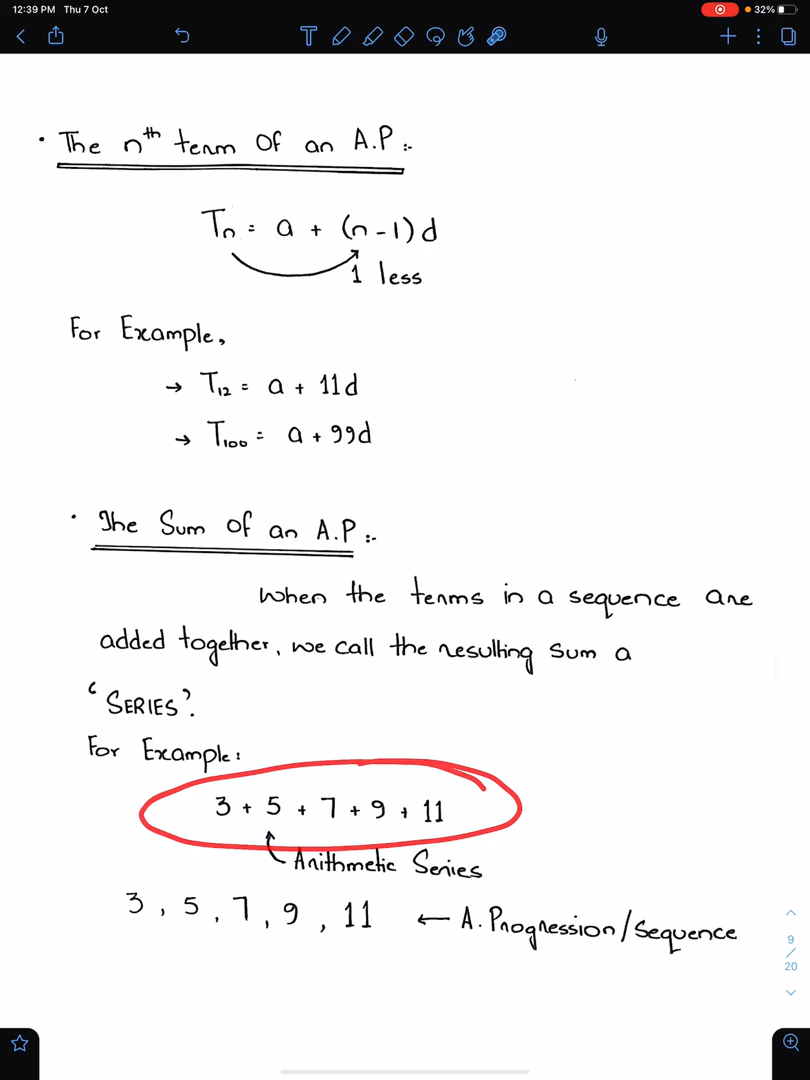 12:39 PM Thu 7 Oct
32%
• The nth term Of an A.P :-
Tn = a + (n - 1) d
1 less
For Example,
→ T12 = a + 11d
→ T100 = a + 99d
• The Sum of an A.P :-
When the terms in a sequence are
added together, we call the resulting sum a
'SERIES'.
For Example:
3 + 5 + 7 + 9 + 11
Arithmetic Series
3 , 5 , 7 , 9 , 11 ← A. Progression/Sequence
9
/
20